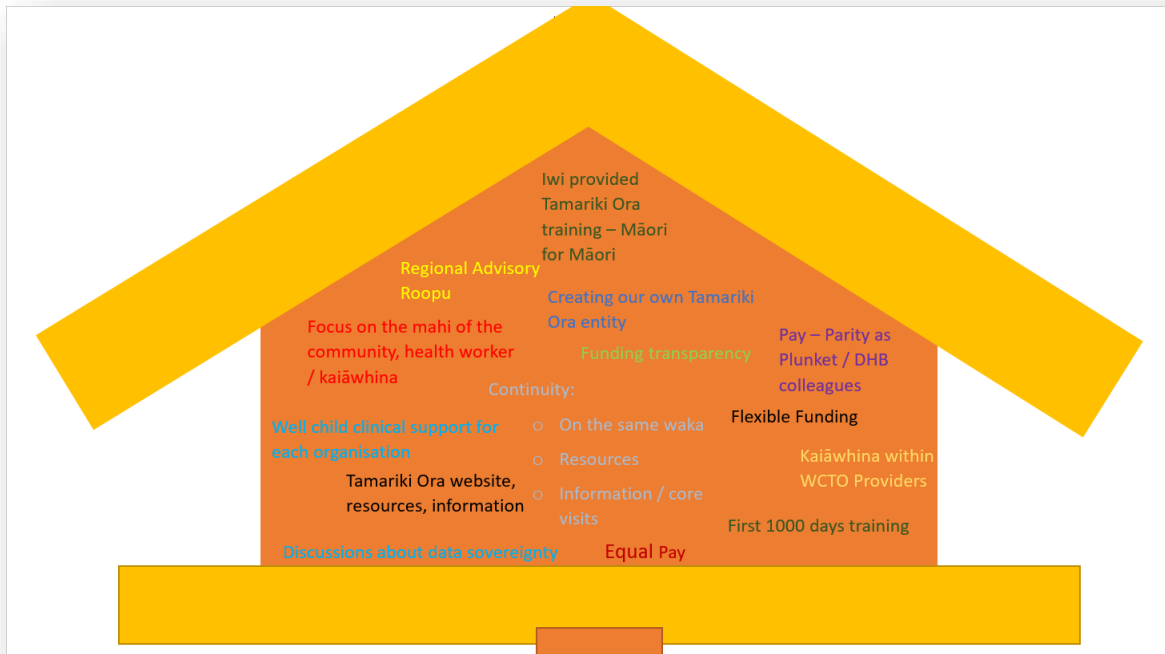 Iwi provided
Tamariki Ora
training – Māori
for Māori
Regional Advisory
Roopu
Creating our own Tamariki
Ora entity
Focus on the mahi of the
community, health worker
/ kaiāwhina
Funding transparency
Pay – Parity as
Plunket / DHB
colleagues
Continuity:
o On the same waka
o Resources
o Information / core
visits
Flexible Funding
Well child clinical support for
each organisation
Kaiāwhina within
WCTO Providers
Tamariki Ora website,
resources, information
First 1000 days training
Discussions about data sovereignty
Equal Pay